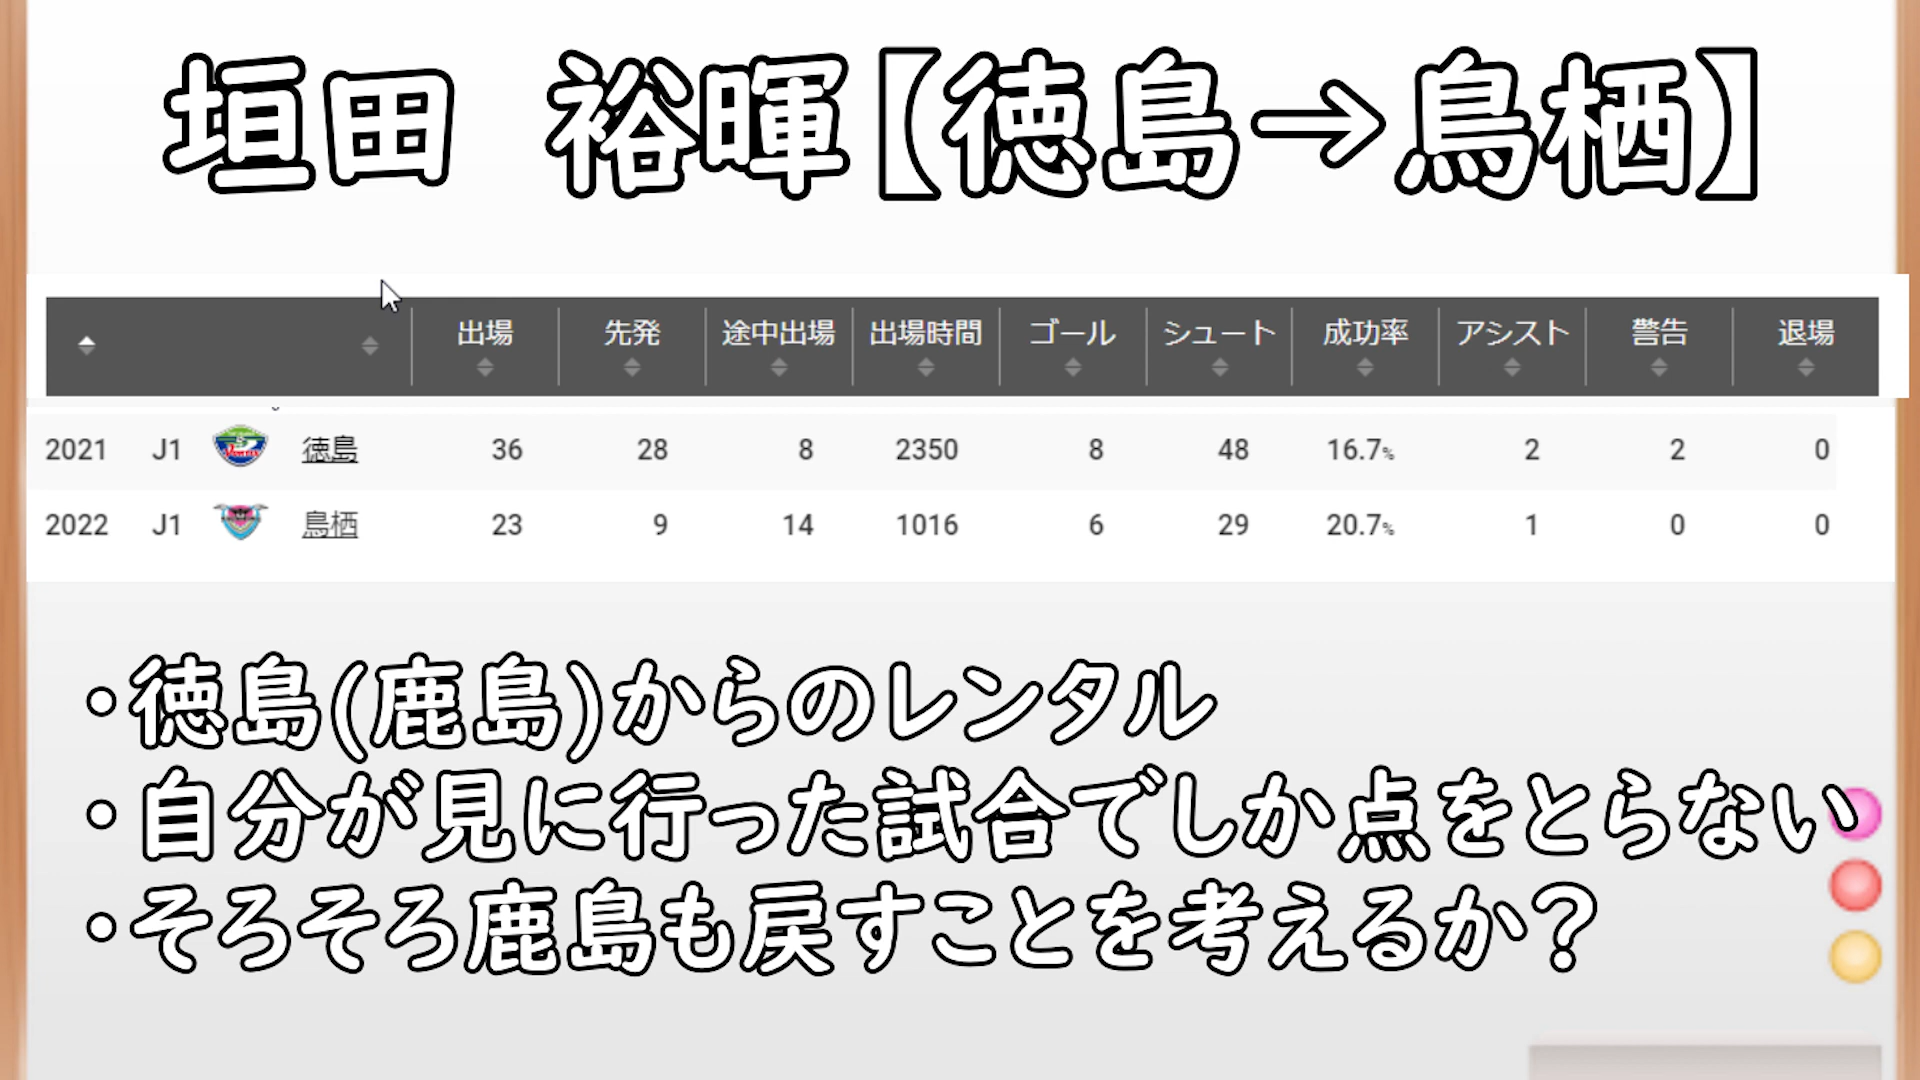 垣田 裕暉【徳島→鳥栖】
出場 先発 途中出場 出場時間 ゴール シュート 成功率 アシスト 警告 退場
2021 J1 徳島 36 28 8 2350 8 48 16.7% 2 2 0
2022 J1 鳥栖 23 9 14 1016 6 29 20.7% 1 0 0
・徳島(鹿島)からのレンタル
・自分が見に行った試合でしか点をとらない
・そろそろ鹿島も戻すことを考えるか？